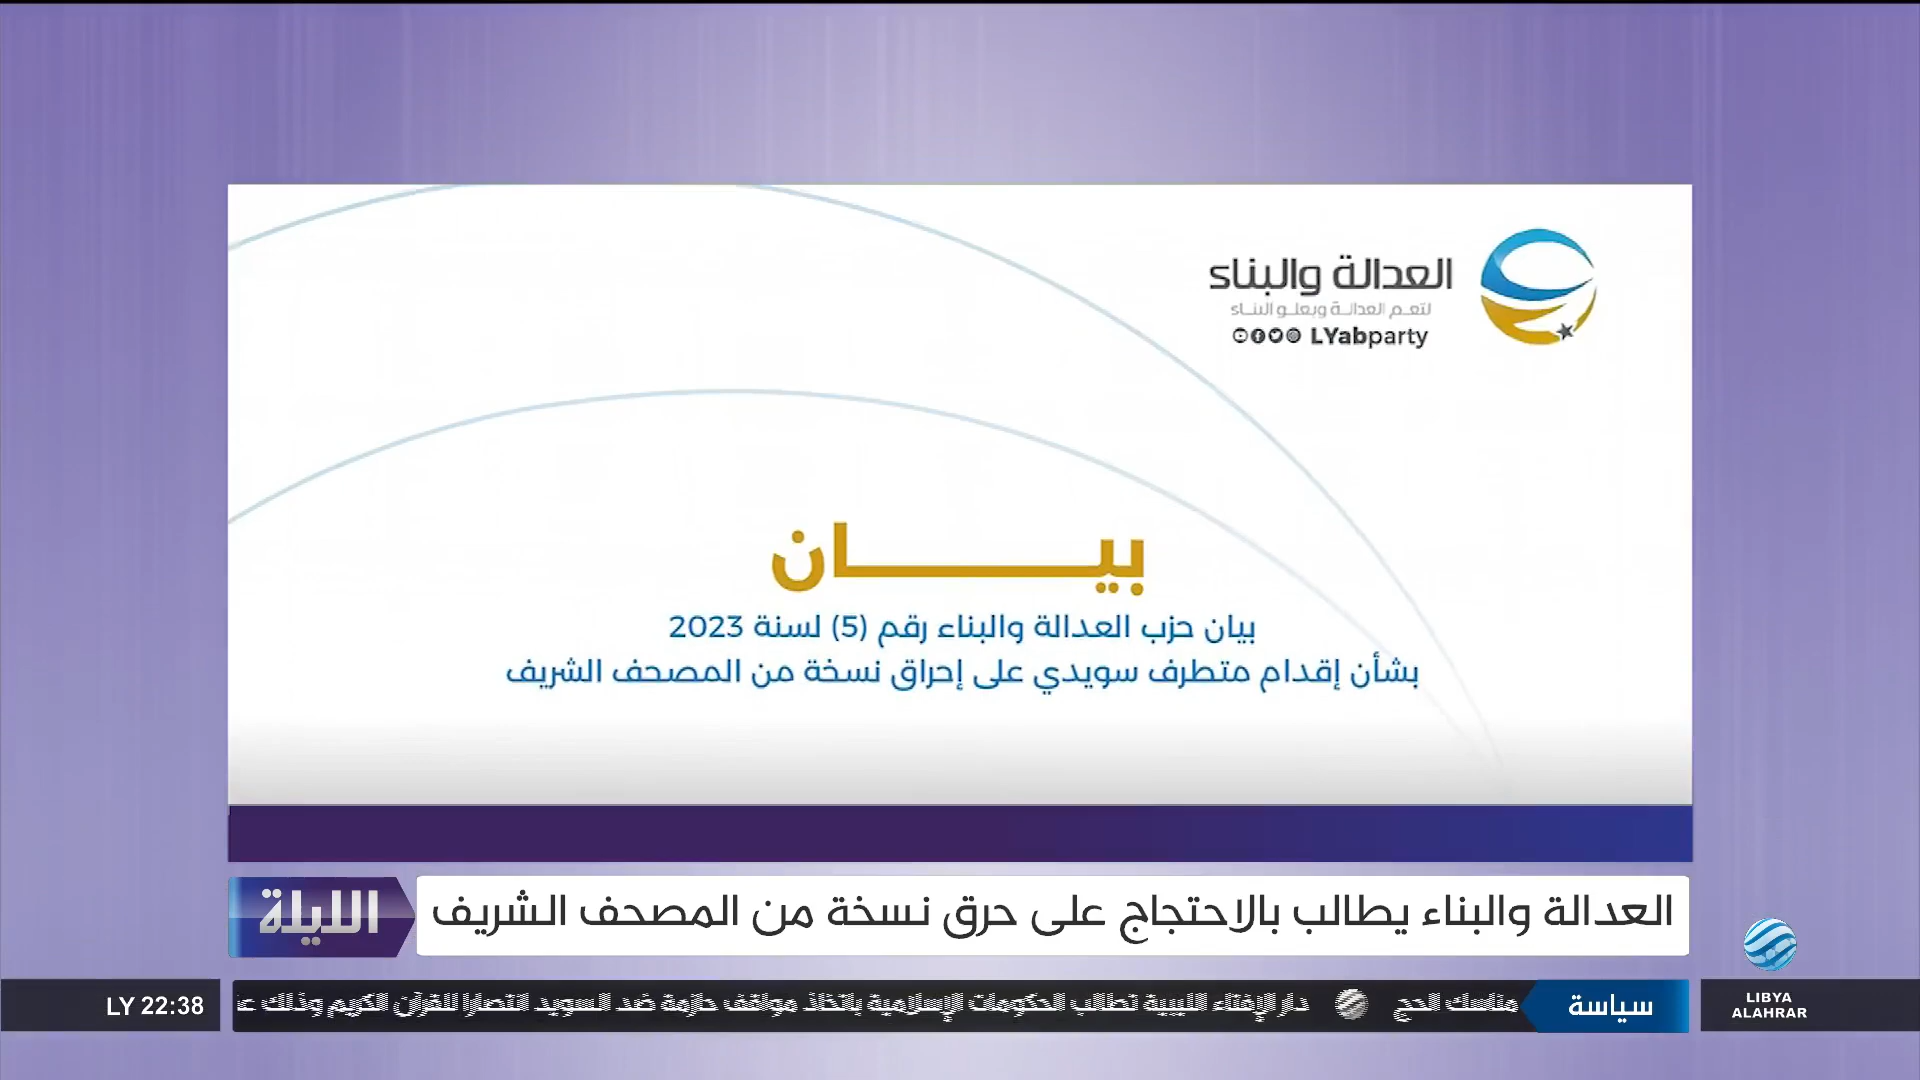 العدالة والبناء
لتعم العدالة ويعلو البناء
LYabparty
بيان
بيان حزب العدالة والبناء رقم (5) لسنة 2023
بشأن إقدام متطرف سويدي على إحراق نسخة من المصحف الشريف
العدالة والبناء يطالب بالاحتجاج على حرق نسخة من المصحف الشريف
الليلة
سياسة
مناسك الحج
دار الإفتاء الليبية تطالب الحكومات الإسلامية باتخاذ مواقف حازمة ضد السويد انتصارا للقرآن الكريم وذلك
LY 22:38
LIBYA
ALAHRAR